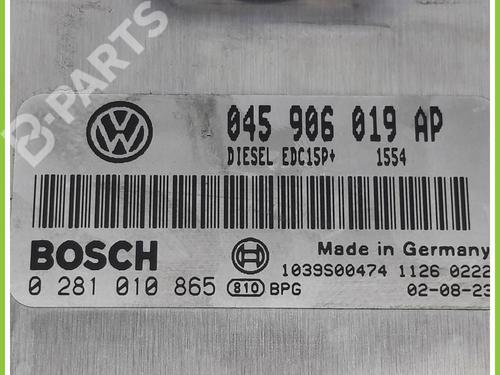 B-PARTS
045 906 019 AP
DIESEL EDC15P+ 1554
BOSCH
Made in Germany
1039S00474 1126 0222
0 281 010 865 810 BPG 02-08-23